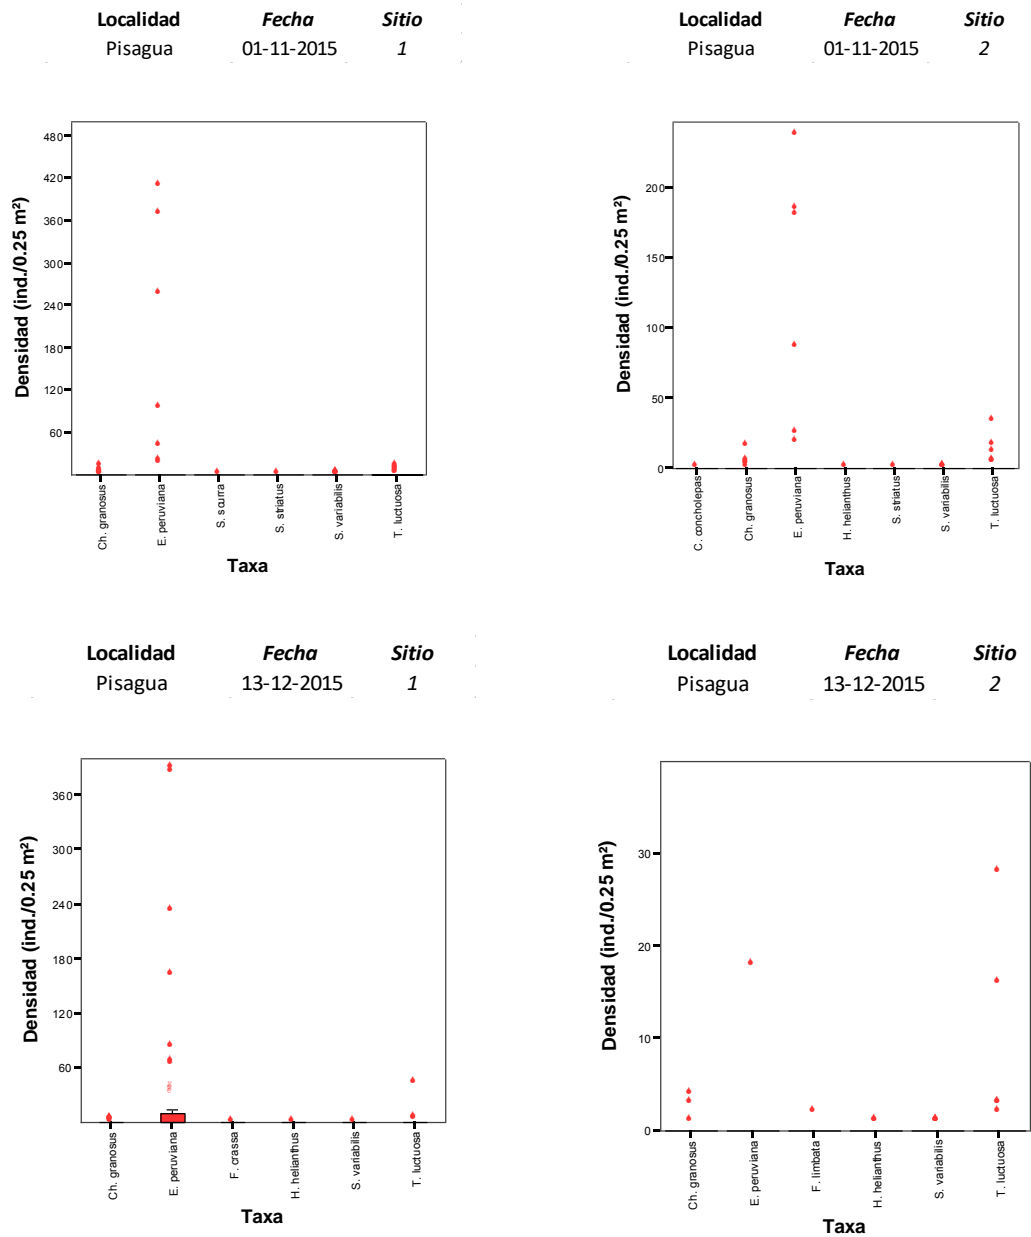 Localidad Fecha Sitio
Pisagua 01-11-2015 1
Localidad Fecha Sitio
Pisagua 01-11-2015 2
Densidad (ind./0.25 m²)
480
420
360
300
240
180
120
60
Ch. granosus
E. peruviana
S. scurra
S. striatus
S. variabilis
T. luctuosa
Taxa
Densidad (ind./0.25 m²)
200
150
100
50
0
C. concholepas
Ch. granosus
E. peruviana
H. helianthus
S. striatus
S. variabilis
T. luctuosa
Taxa
Localidad Fecha Sitio
Pisagua 13-12-2015 1
Localidad Fecha Sitio
Pisagua 13-12-2015 2
Densidad (ind./0.25 m²)
360
300
240
180
120
60
Ch. granosus
E. peruviana
F. crassa
H. helianthus
S. variabilis
T. luctuosa
Taxa
Densidad (ind./0.25 m²)
30
20
10
0
Ch. granosus
E. peruviana
F. limbata
H. helianthus
S. variabilis
T. luctuosa
Taxa